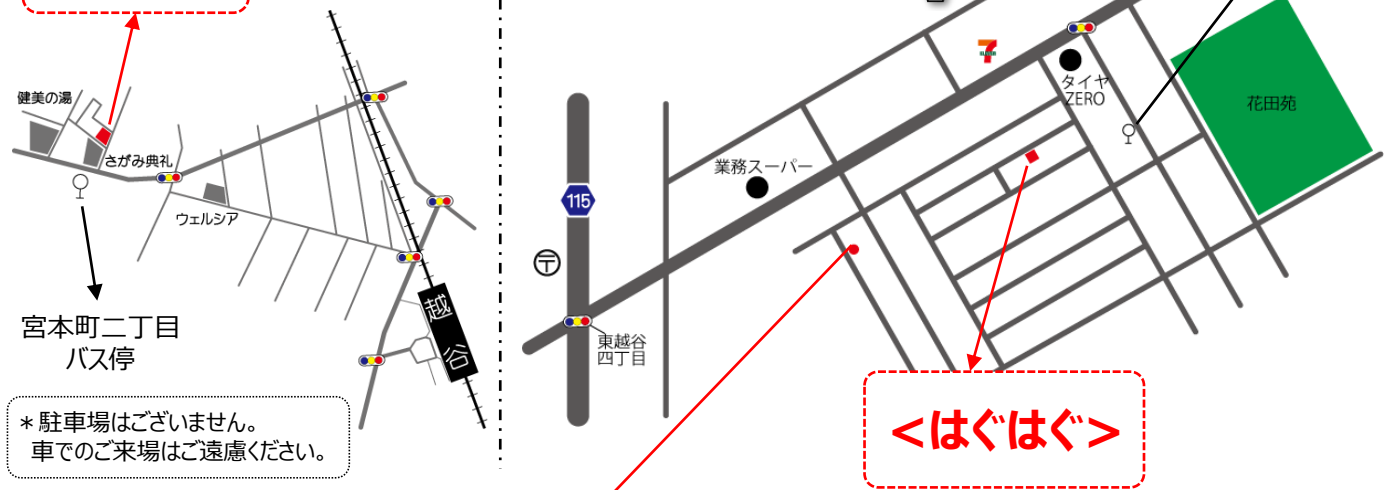 健美の湯
さがみ典礼
ウェルシア
越谷
宮本町二丁目
バス停
*駐車場はございません。
車でのご来場はご遠慮ください。
7
タイヤ
ZERO
花田苑
業務スーパー
115
〒
東越谷
四丁目
<はぐはぐ>